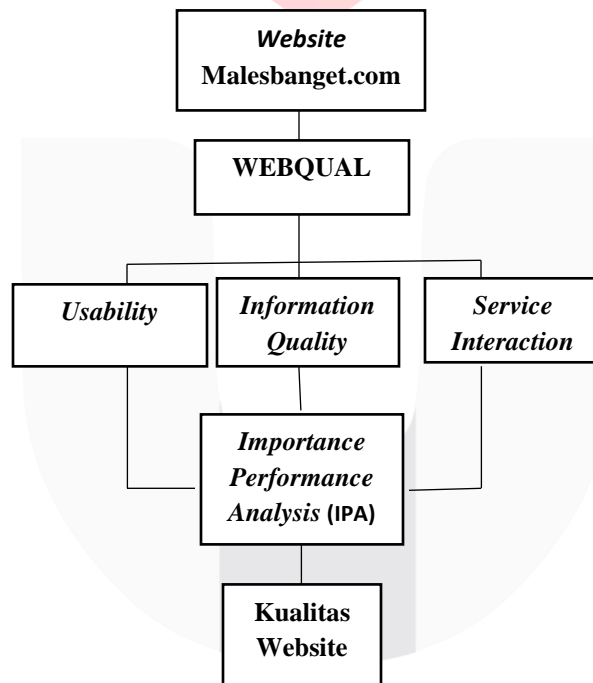 Website
Malesbanget.com
WEBQUAL
Usability
Information
Quality
Service
Interaction
Importance
Performance
Analysis (IPA)
Kualitas
Website